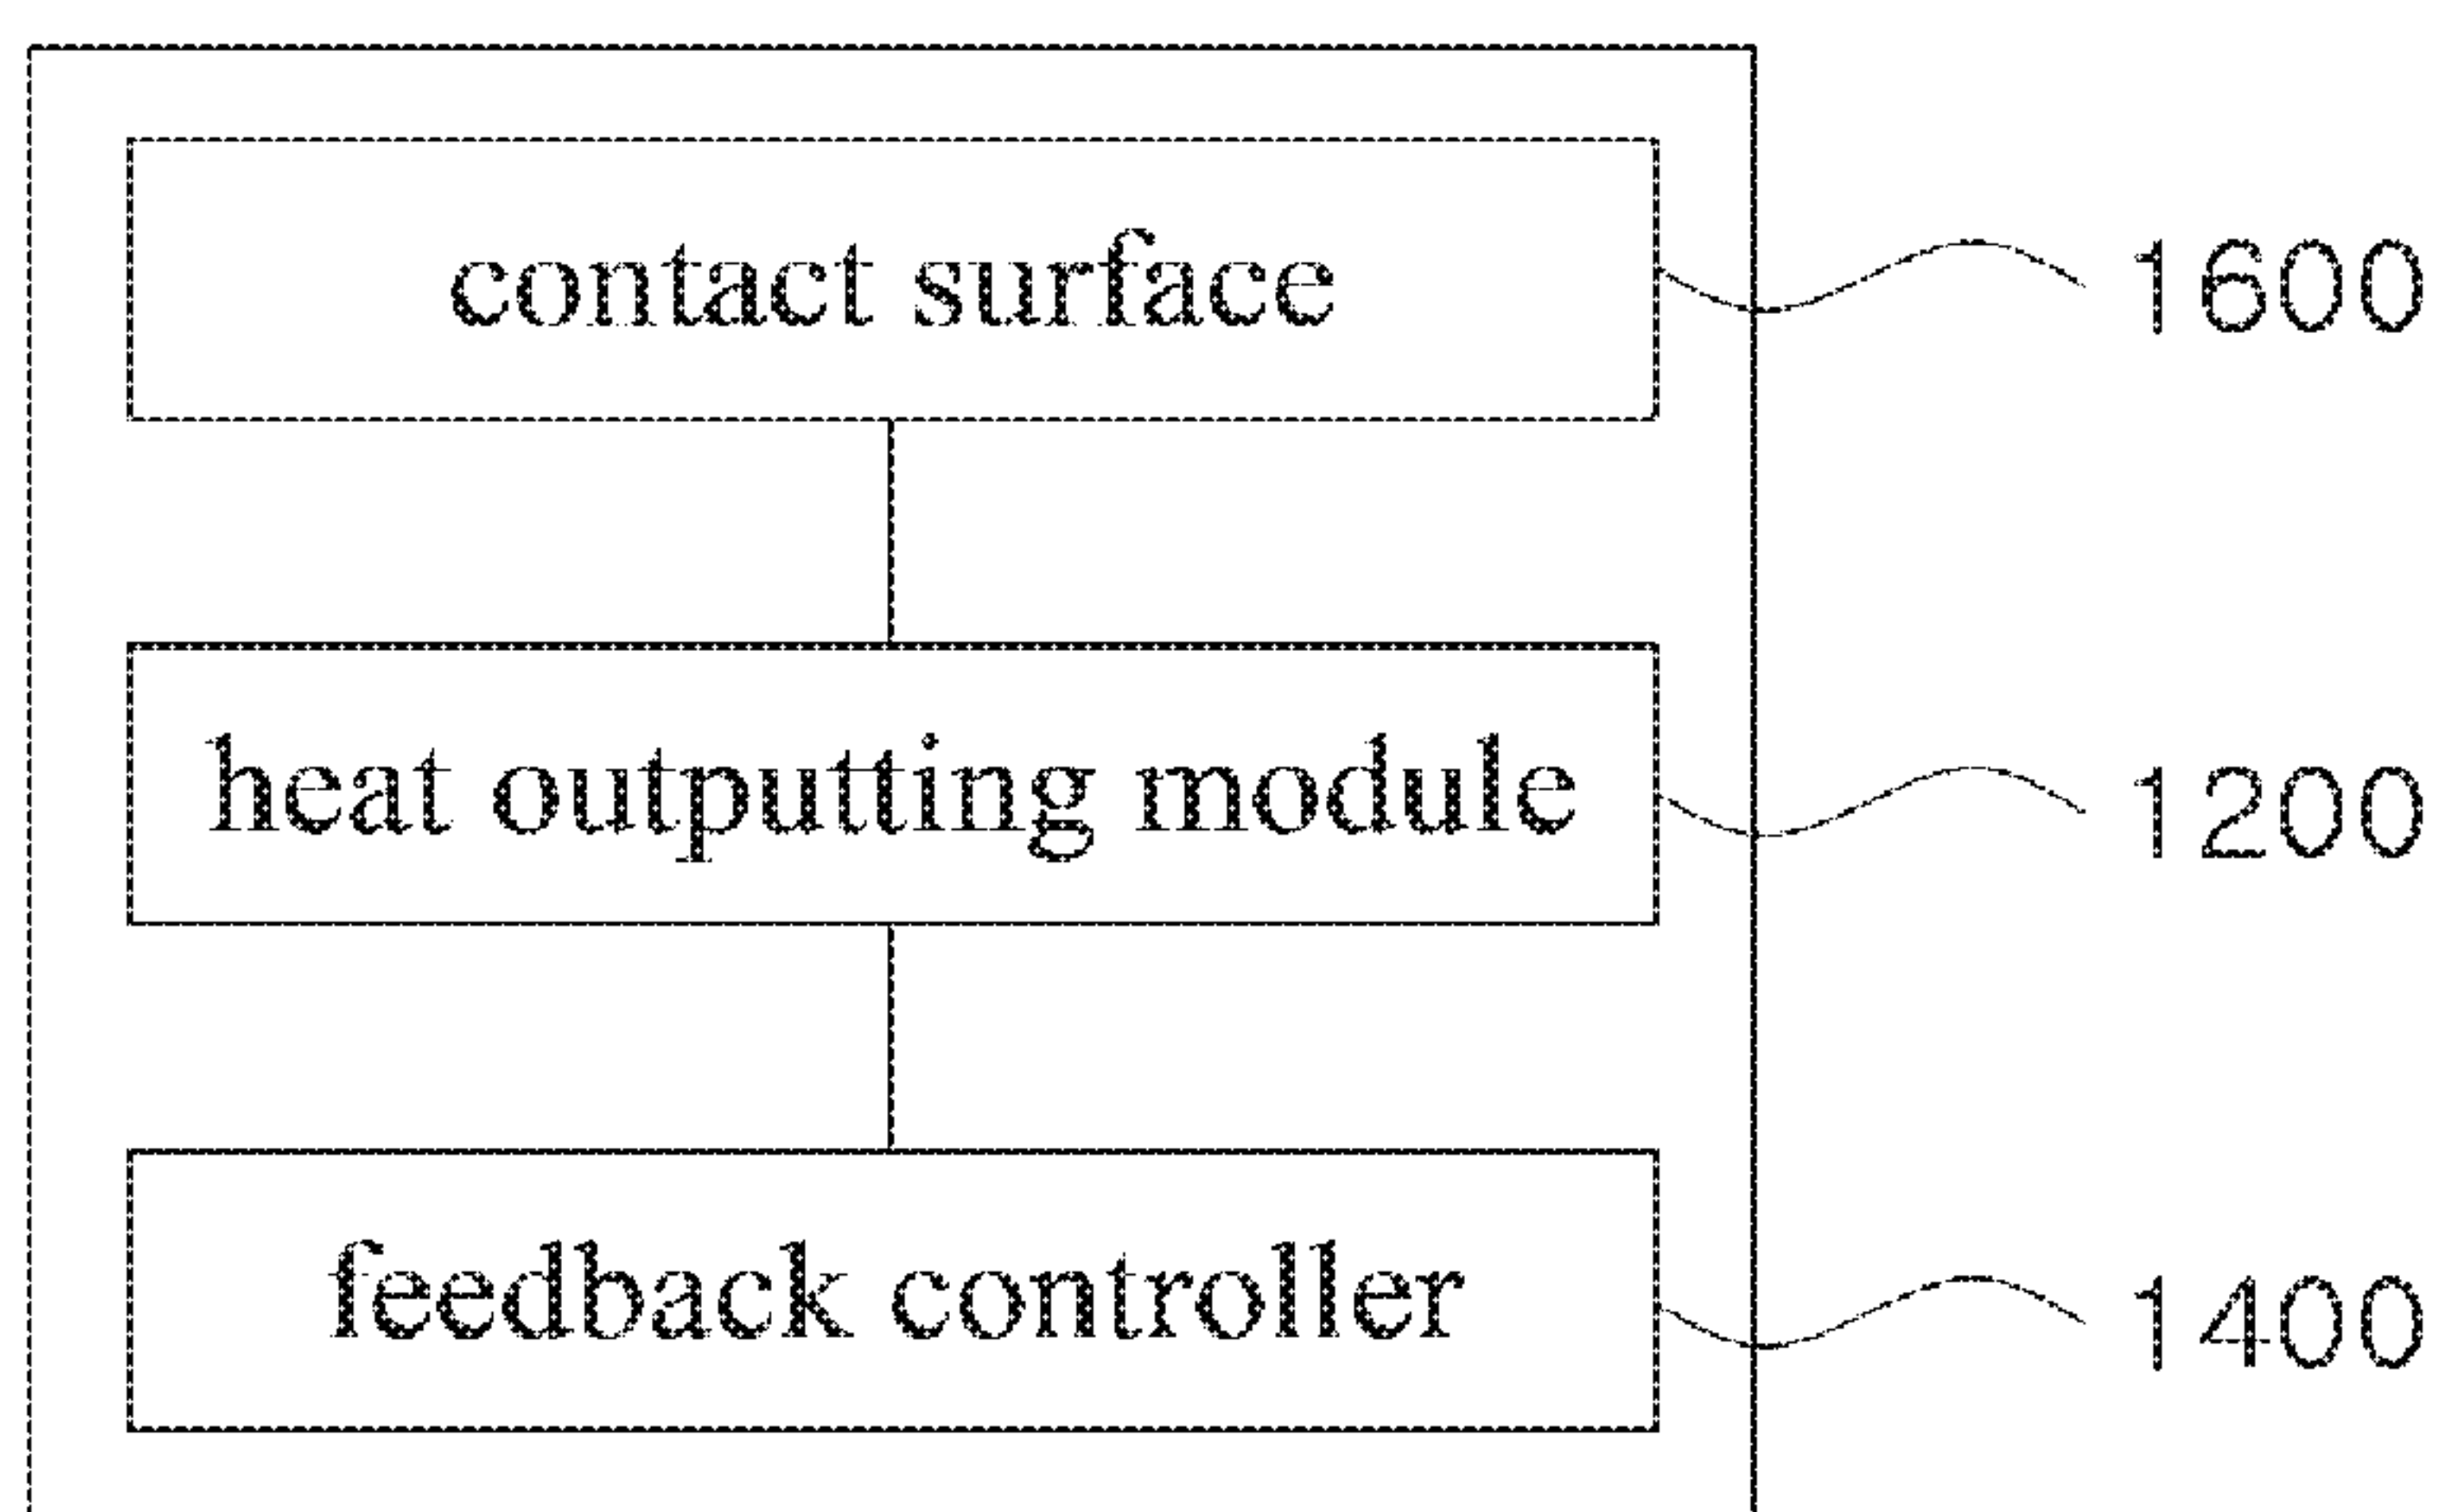 contact surface 1600
heat outputting module 1200
feedback controller 1400